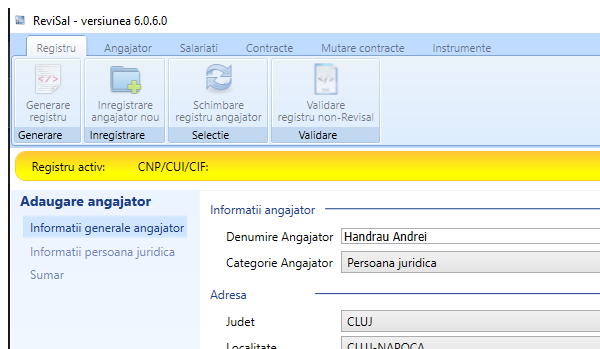 ReviSal - versiunea 6.0.6.0
Registru Angajator Salariati Contracte Mutare contracte Instrumente
Generare registru
Inregistrare angajator nou
Schimbare registru angajator
Validare registru non-Revisal
Generare Inregistrare Selectie Validare
Registru activ: CNP/CUI/CIF:
Adaugare angajator
Informatii generale angajator
Informatii persoana juridica
Sumar
Informatii angajator
Denumire Angajator Handrau Andrei
Categorie Angajator Persoana juridica
Adresa
Judet CLUJ
Localitate CLUJ-NAPOCA